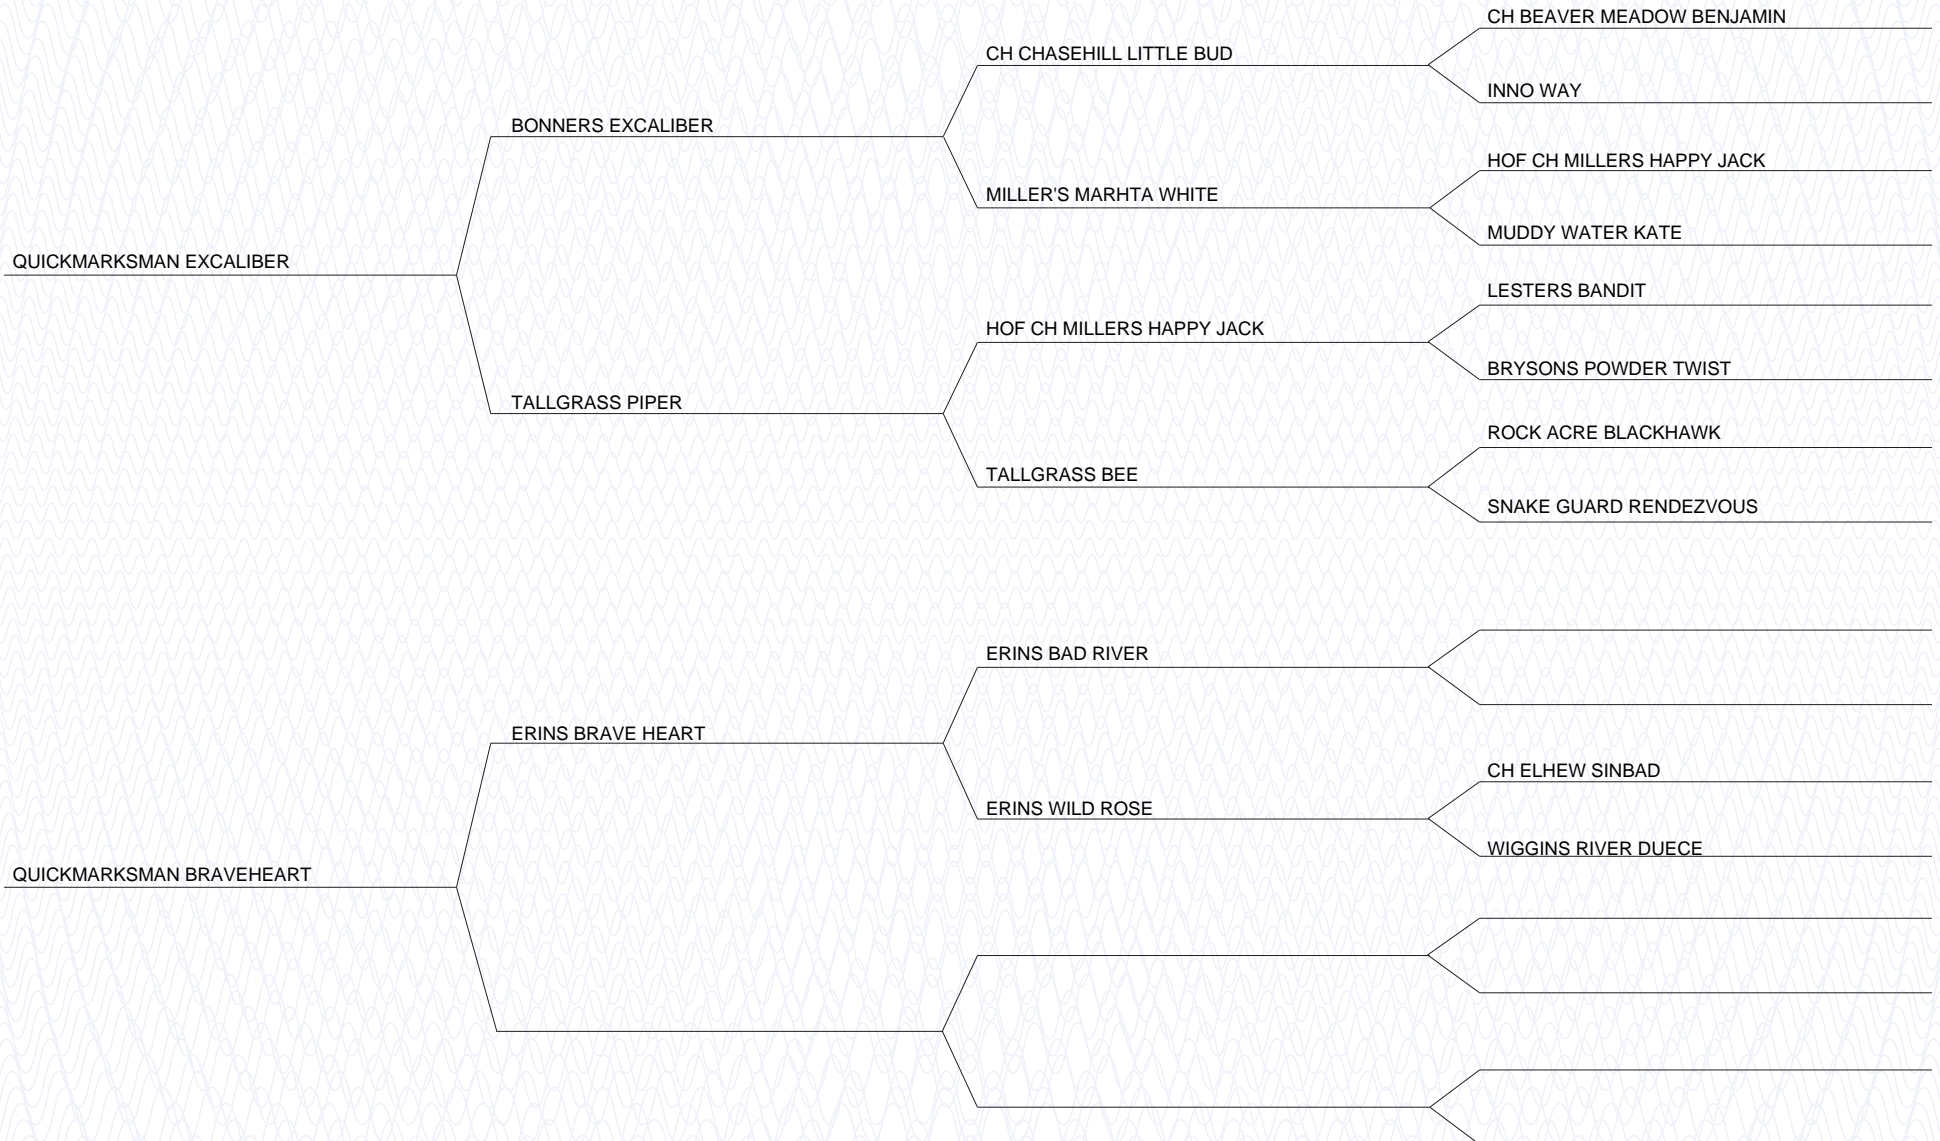 CH BEAVER MEADOW BENJAMIN
CH CHASEHILL LITTLE BUD
INNO WAY
BONNERS EXCALIBER
HOF CH MILLERS HAPPY JACK
MILLER'S MARHTA WHITE
MUDDY WATER KATE
QUICKMARKSMAN EXCALIBER
LESTERS BANDIT
HOF CH MILLERS HAPPY JACK
BRYSONS POWDER TWIST
TALLGRASS PIPER
ROCK ACRE BLACKHAWK
TALLGRASS BEE
SNAKE GUARD RENDEZVOUS
ERINS BAD RIVER
ERINS BRAVE HEART
CH ELHEW SINBAD
ERINS WILD ROSE
WIGGINS RIVER DUECE
QUICKMARKSMAN BRAVEHEART